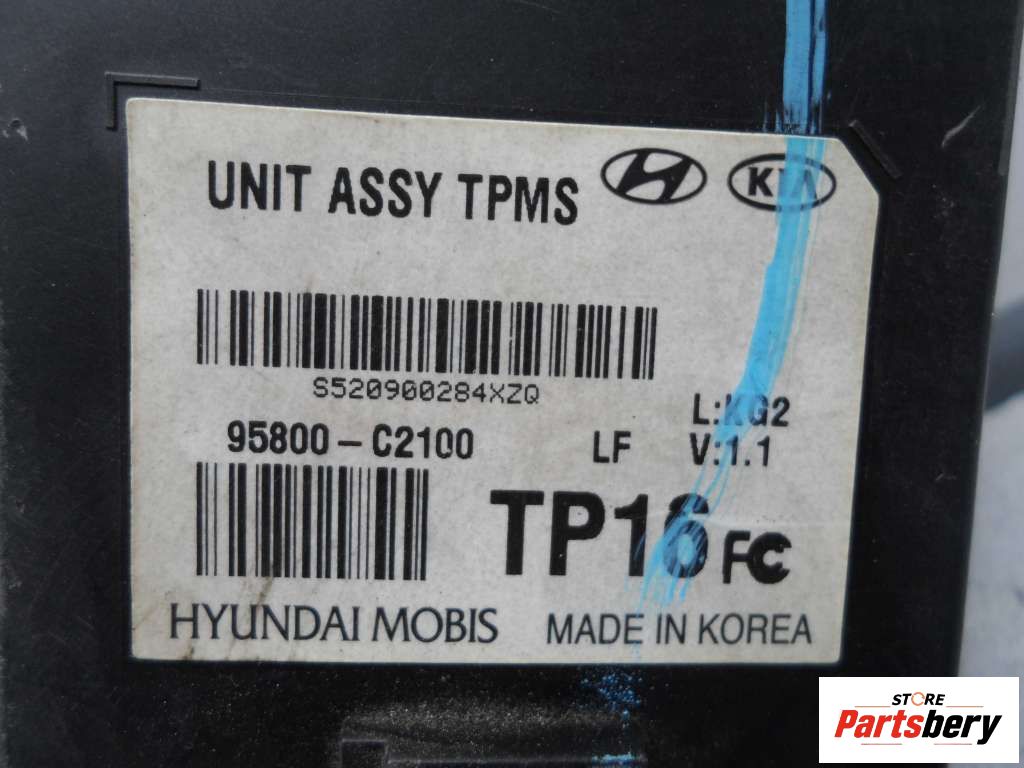 UNIT ASSY TPMS
KIA
S520900284XZQ
L:KG2
95800-C2100 LF V:1.1
TP16 FC
HYUNDAI MOBIS MADE IN KOREA
STORE
Partsbery